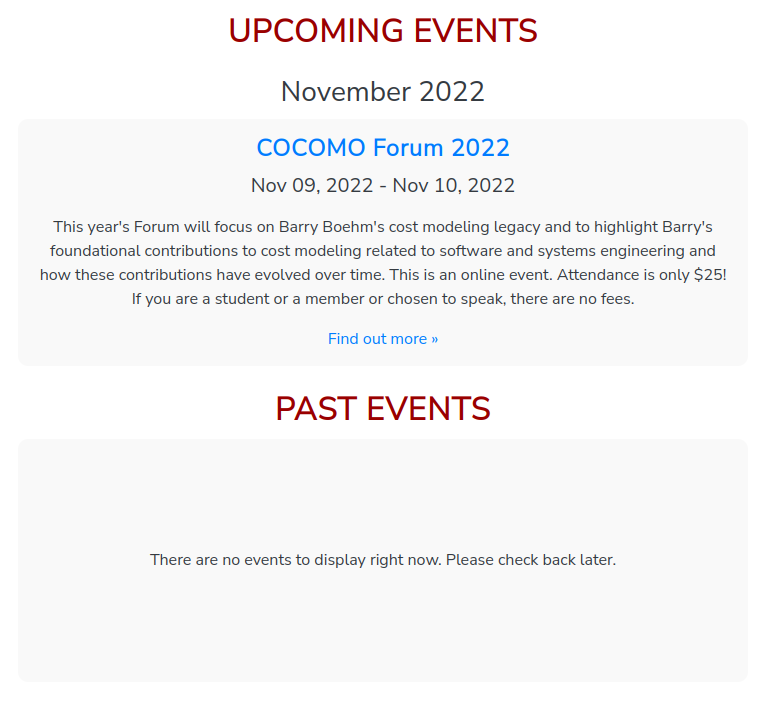 UPCOMING EVENTS
November 2022
COCOMO Forum 2022
Nov 09, 2022 - Nov 10, 2022
This year's Forum will focus on Barry Boehm's cost modeling legacy and to highlight Barry's
foundational contributions to cost modeling related to software and systems engineering and
how these contributions have evolved over time. This is an online event. Attendance is only $25!
If you are a student or a member or chosen to speak, there are no fees.
Find out more »
PAST EVENTS
There are no events to display right now. Please check back later.